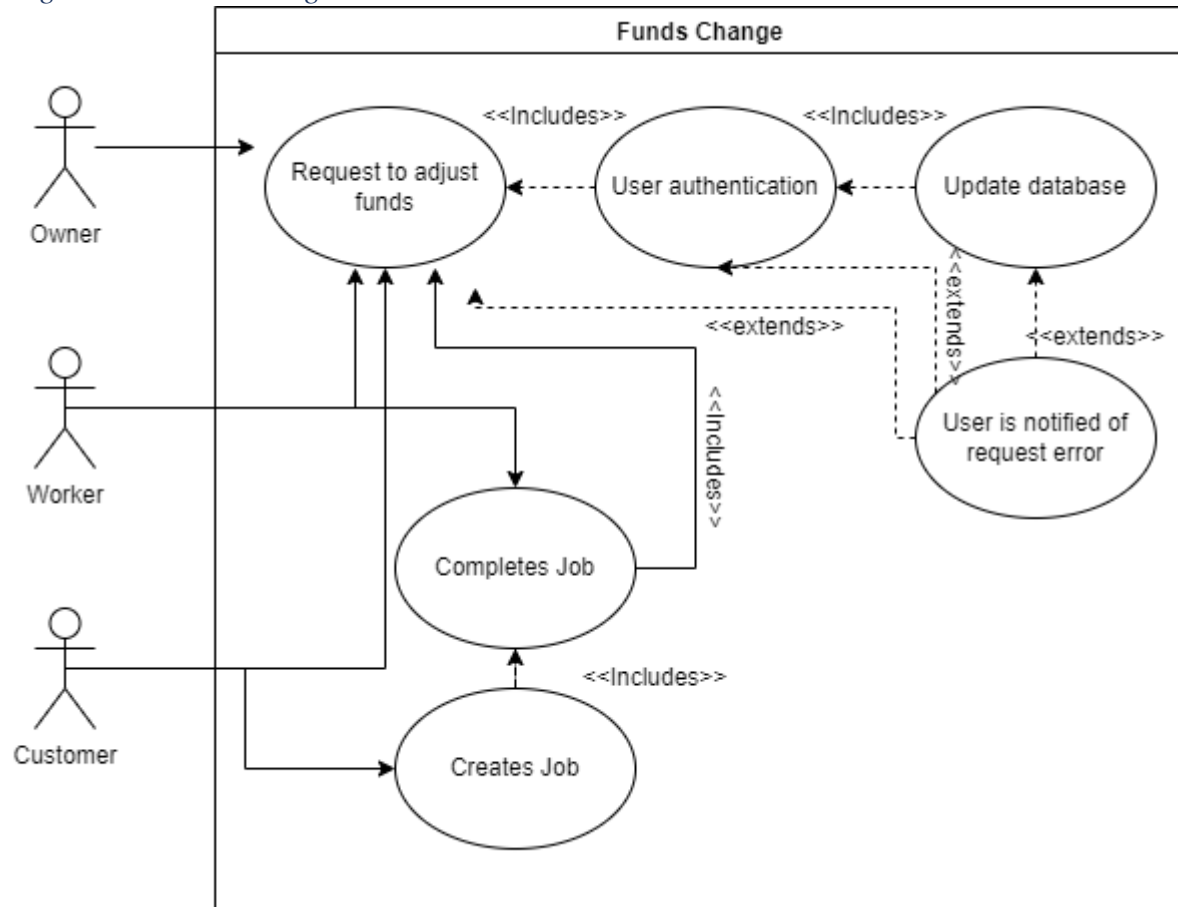 Funds Change
<<Includes>>
<<Includes>>
Request to adjust
funds
User authentication
Update database
Owner
<<extends>>
<<extends>>
<<extends>>
User is notified of
request error
<<Includes>>
Worker
Completes Job
<<Includes>>
Customer
Creates Job